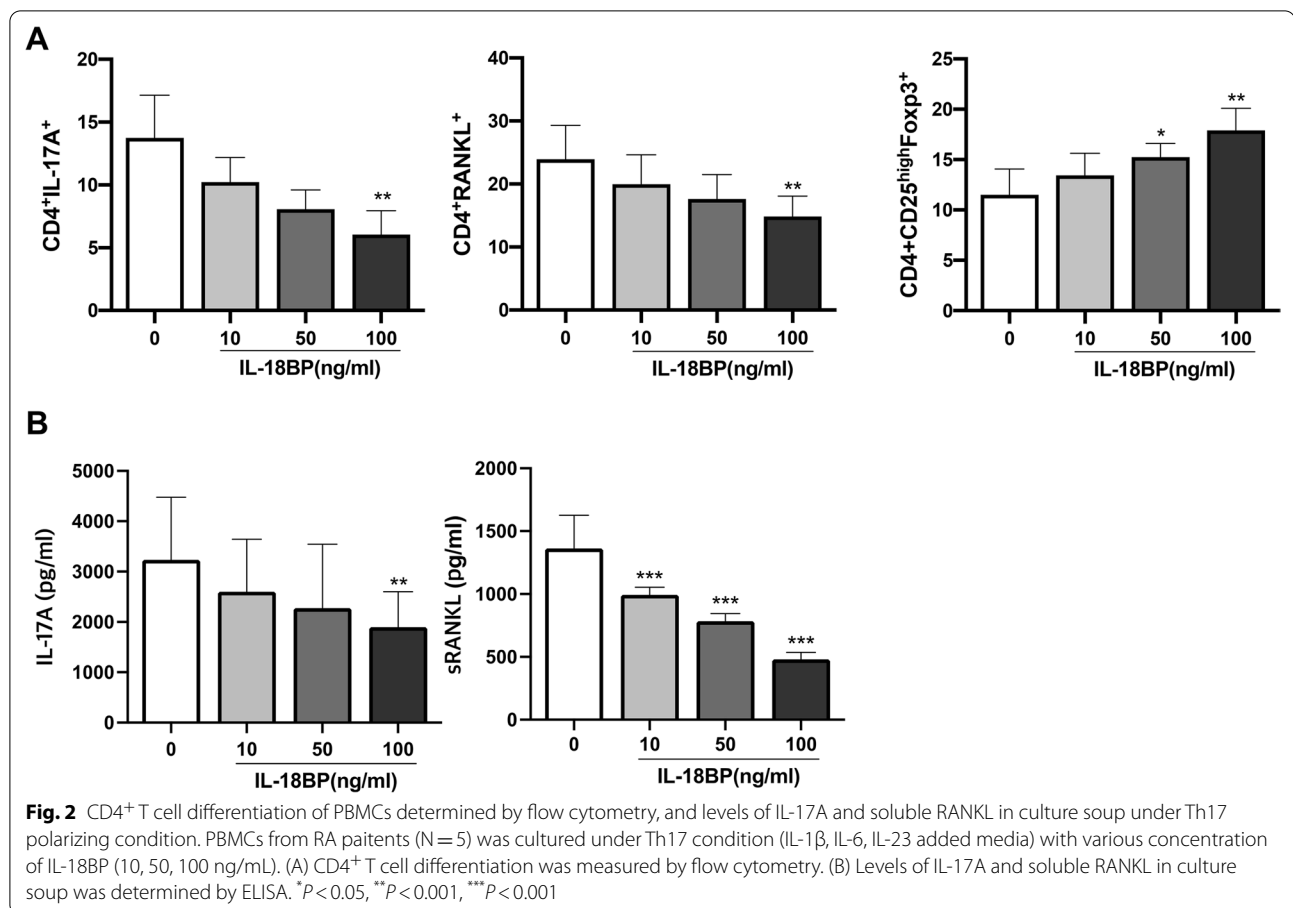 A
CD4+IL-17A+
20
15
10
5
0
**
0 10 50 100
IL-18BP(ng/ml)
CD4+RANKL+
40
30
20
10
0
**
0 10 50 100
IL-18BP(ng/ml)
CD4+CD25highFoxp3+
25
20
15
10
5
0
* **
0 10 50 100
IL-18BP(ng/ml)
B
IL-17A (pg/ml)
5000
4000
3000
2000
1000
0
**
0 10 50 100
IL-18BP(ng/ml)
sRANKL (pg/ml)
2000
1500
1000
500
0
*** *** ***
0 10 50 100
IL-18BP(ng/ml)
Fig. 2 CD4+ T cell differentiation of PBMCs determined by flow cytometry, and levels of IL-17A and soluble RANKL in culture soup under Th17
polarizing condition. PBMCs from RA paitents (N = 5) was cultured under Th17 condition (IL-1β, IL-6, IL-23 added media) with various concentration
of IL-18BP (10, 50, 100 ng/mL). (A) CD4+ T cell differentiation was measured by flow cytometry. (B) Levels of IL-17A and soluble RANKL in culture
soup was determined by ELISA. *P < 0.05, **P < 0.001, ***P < 0.001